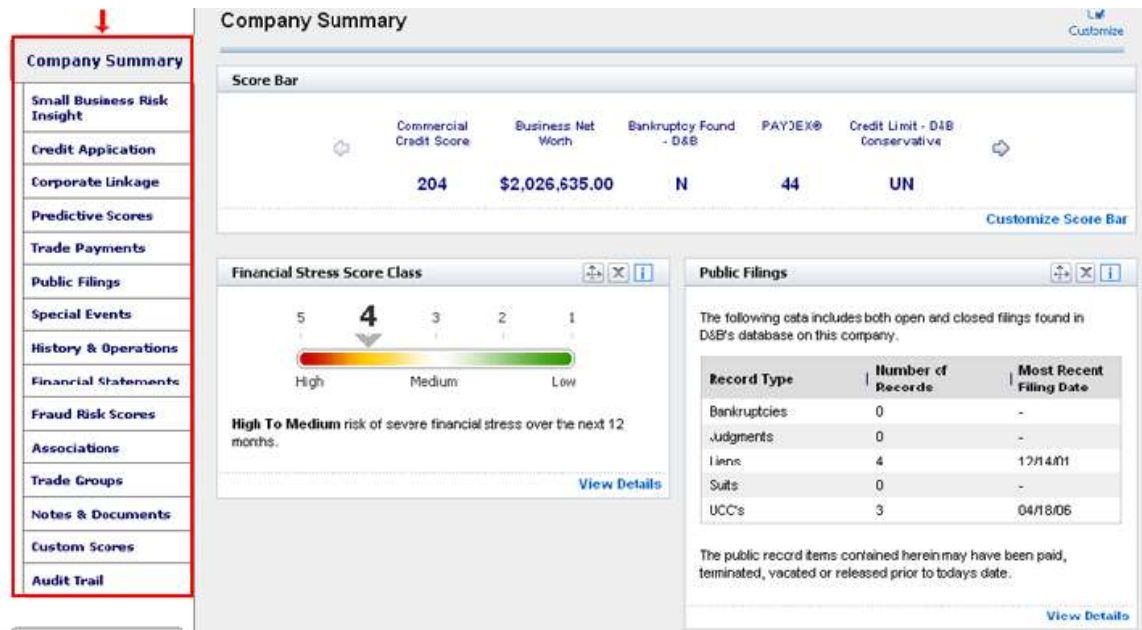 Company Summary
Customize
Company Summary
Small Business Risk
Insight
Credit Application
Corporate Linkage
Predictive Scores
Trade Payments
Public Filings
Special Events
History & Operations
Financial Statements
Fraud Risk Scores
Associations
Trade Groups
Notes & Documents
Custom Scores
Audit Trail
Score Bar
Commercial Credit Score
Business Net Worth
Bankruptcy Found - D&B
PAYDEX®
Credit Limit - D&B Conservative
204 $2,026,635.00 N 44 UN
Customize Score Bar
Financial Stress Score Class
5 4 3 2 1
High Medium Low
High To Medium risk of severe financial stress over the next 12
months.
View Details
Public Filings
The following data includes both open and closed filings found in
D&B's database on this company.
Record Type Number of Records Most Recent Filing Date
Bankruptcies 0 -
Judgments 0 -
Liens 4 12/14/01
Suits 0 -
UCC's 3 04/18/06
The public record items contained herein may have been paid,
terminated, vacated or released prior to todays date.
View Details